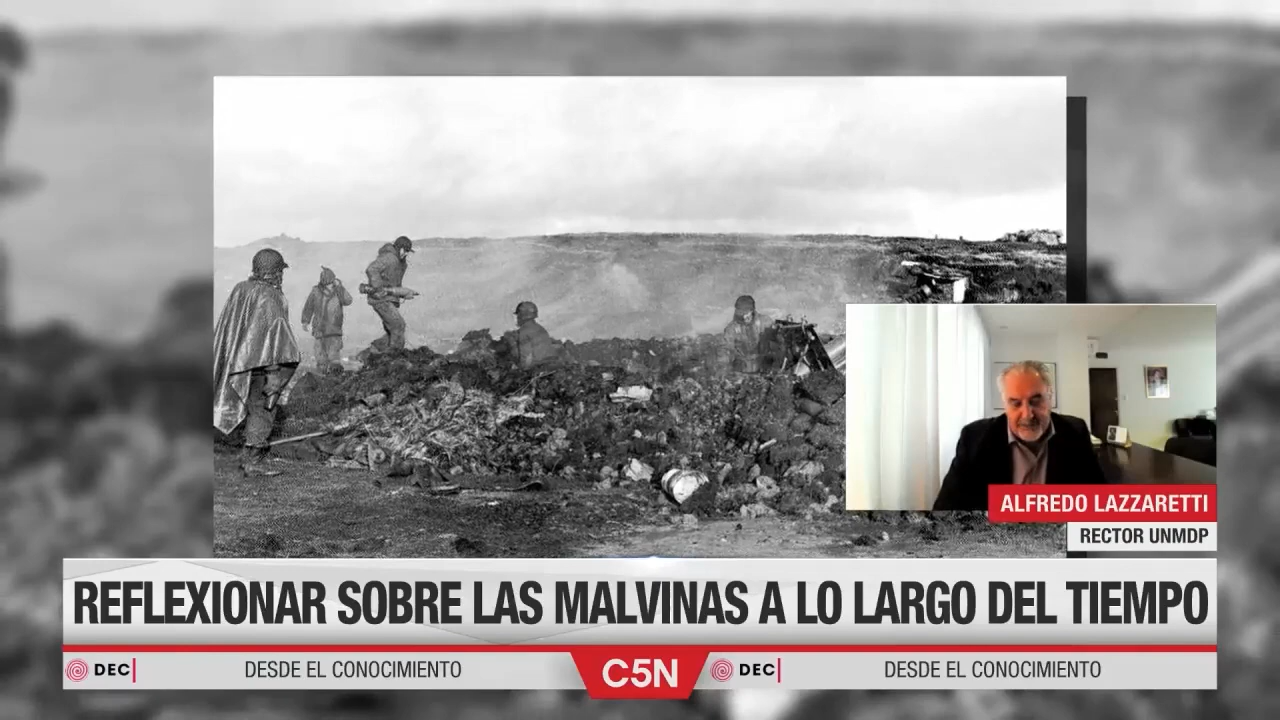 ALFREDO LAZZARETTI
RECTOR UNMDP
REFLEXIONAR SOBRE LAS MALVINAS A LO LARGO DEL TIEMPO
DEC DESDE EL CONOCIMIENTO C5N DEC DESDE EL CONOCIMIENTO